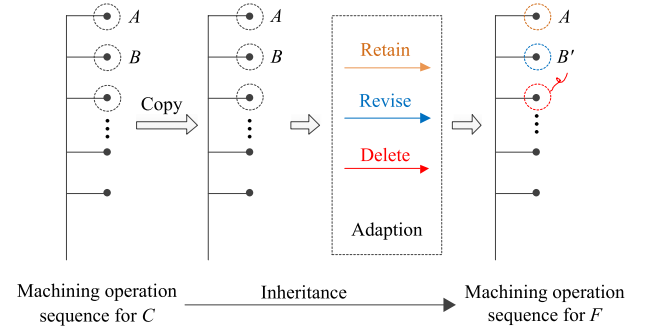 A
B
Copy
A
B
Retain
Revise
Delete
Adaption
A
B′
Machining operation
sequence for C
Inheritance
Machining operation
sequence for F